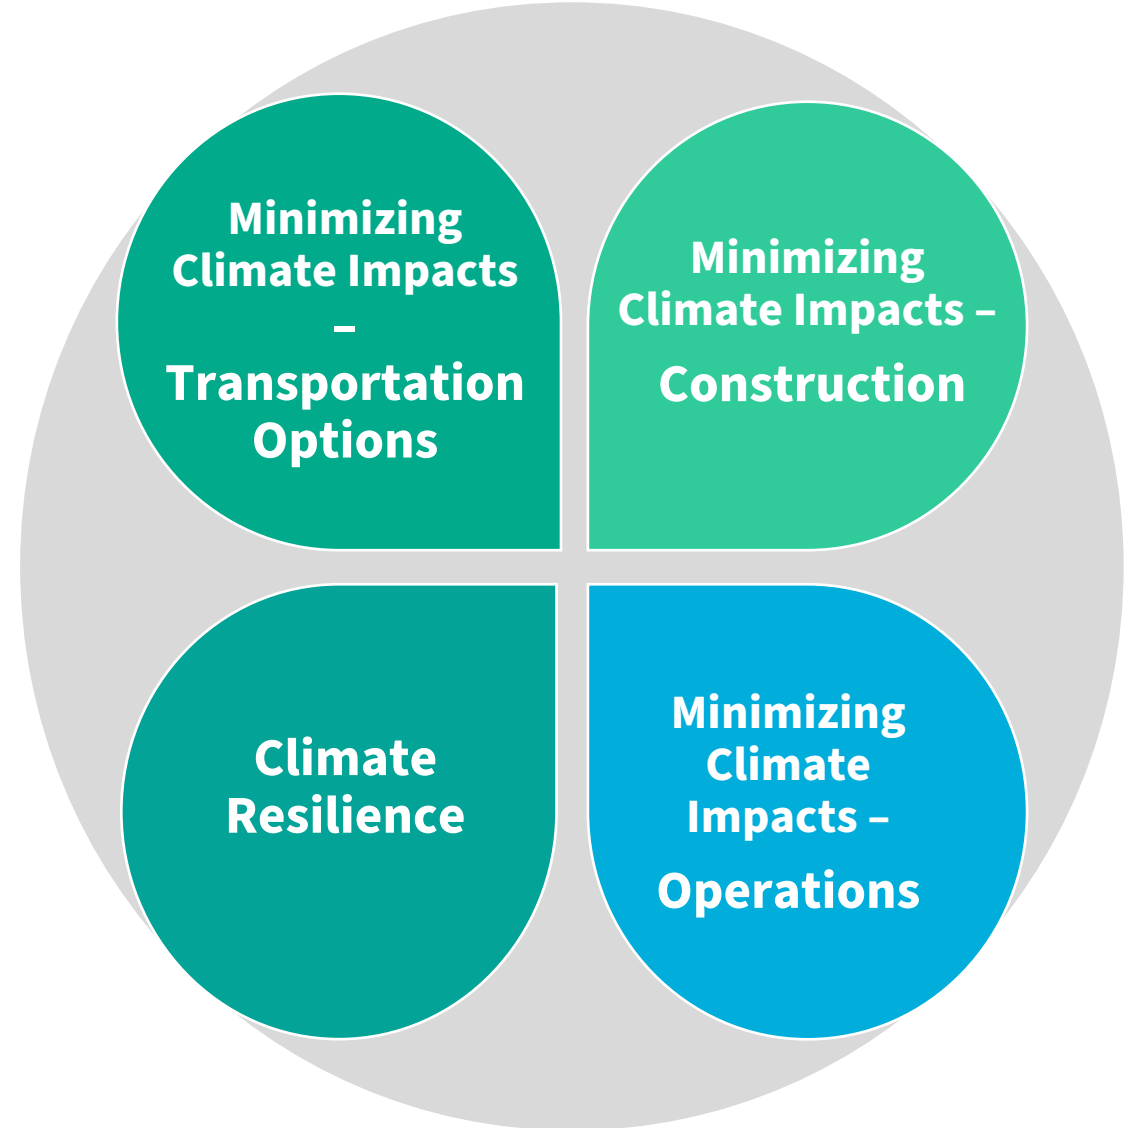 Minimizing
Climate Impacts
–
Transportation
Options
Minimizing
Climate Impacts –
Construction
Climate
Resilience
Minimizing
Climate
Impacts –
Operations